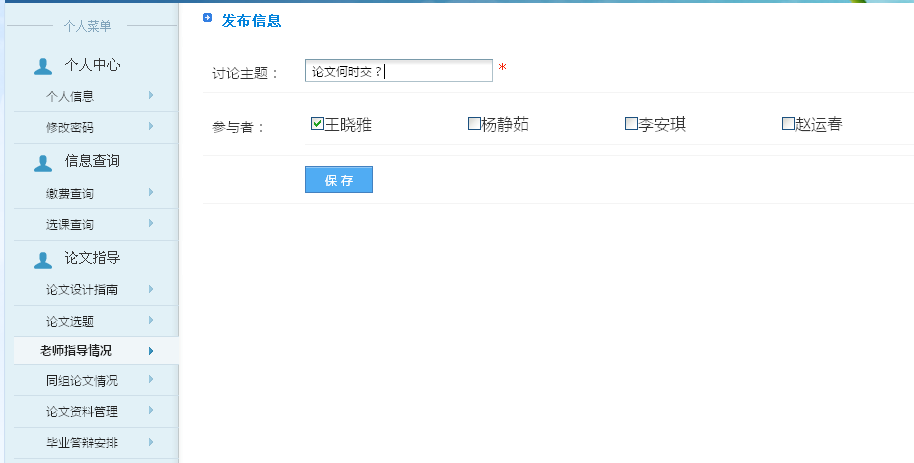 个人菜单
个人中心
个人信息
修改密码
信息查询
缴费查询
选课查询
论文指导
论文设计指南
论文选题
老师指导情况
同组论文情况
论文资料管理
毕业答辩安排
发布信息
讨论主题： 论文何时交？ *
参与者： 王晓雅 杨静茹 李安琪 赵运春
保 存